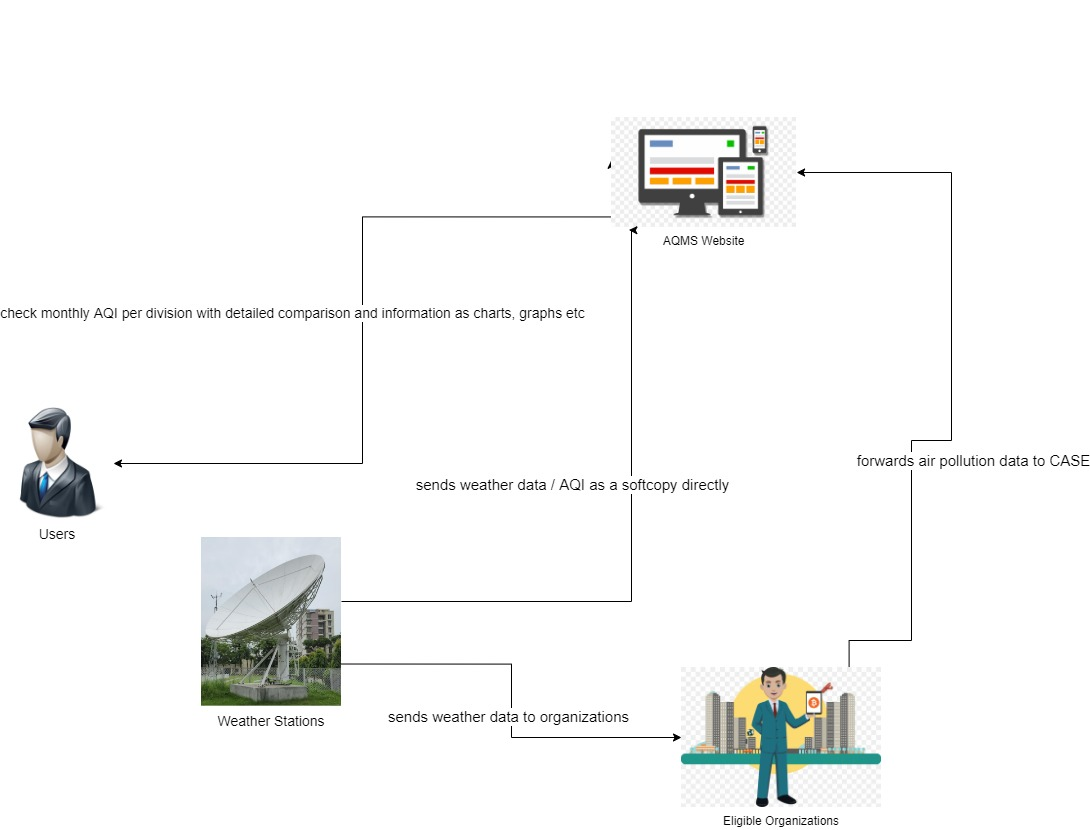 AQMS Website
check monthly AQI per division with detailed comparison and information as charts, graphs etc
forwards air pollution data to CASE
sends weather data / AQI as a softcopy directly
Users
Weather Stations
sends weather data to organizations
Eligible Organizations